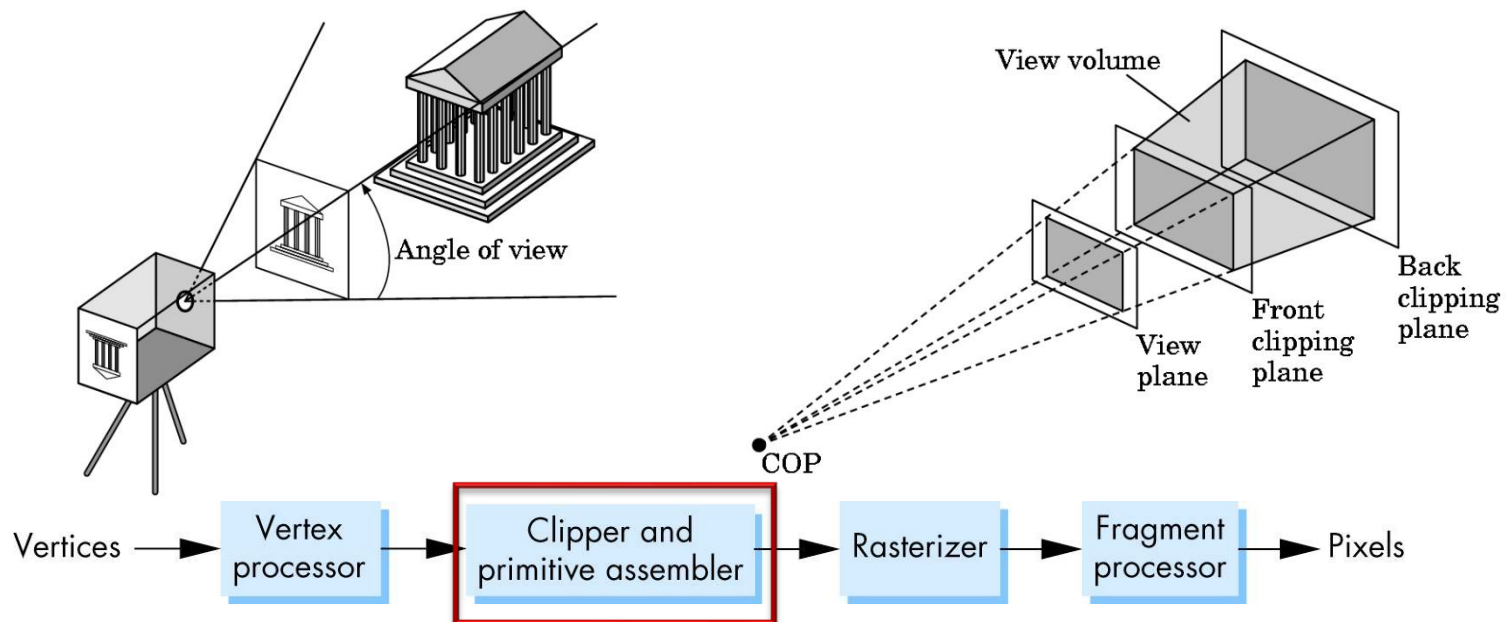 Angle of view
View volume
Back
clipping
plane
Front
clipping
plane
View
plane
COP
Vertices
Vertex
processor
Clipper and
primitive assembler
Rasterizer
Fragment
processor
Pixels